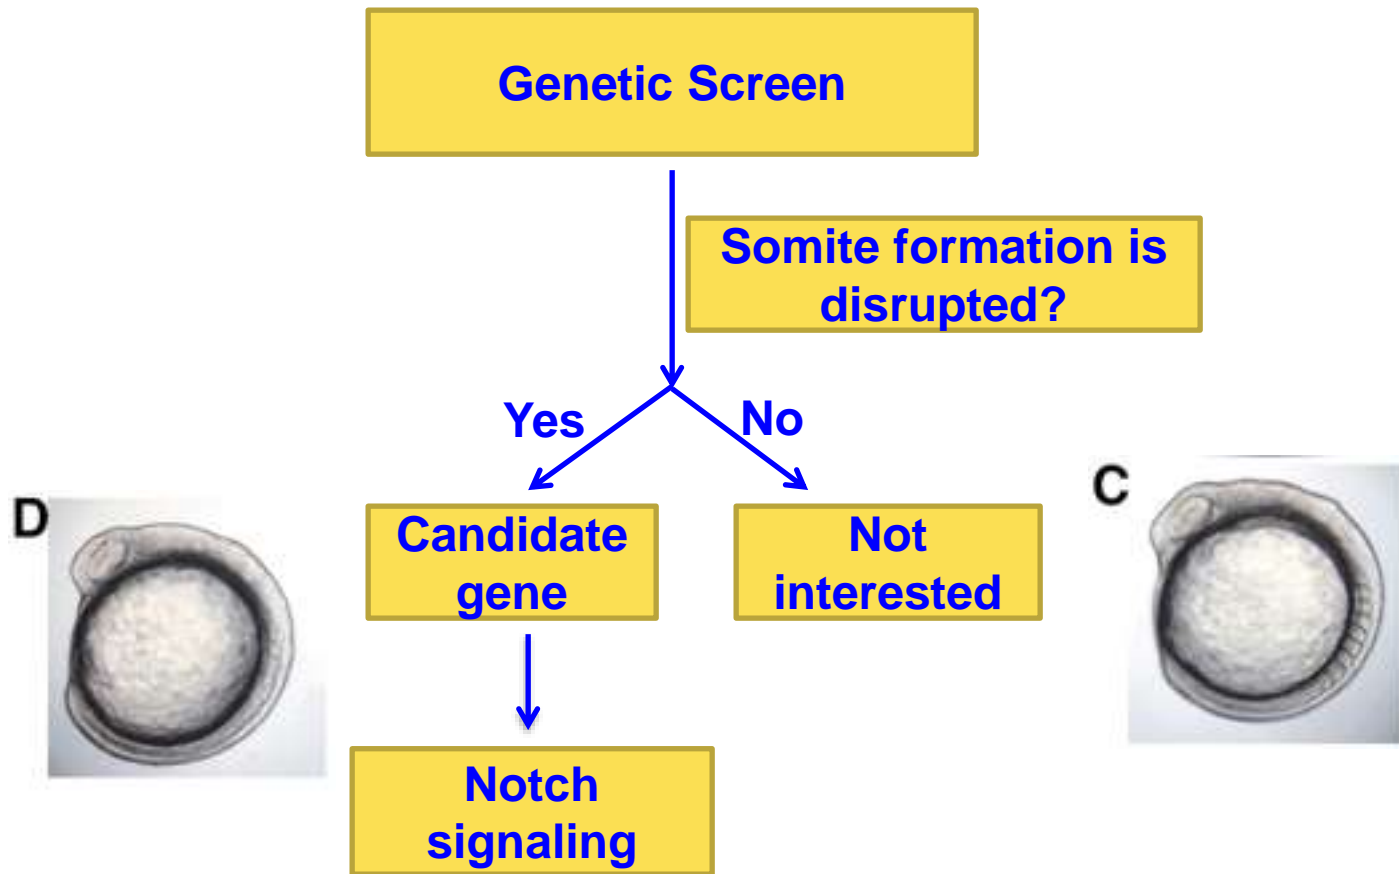 Genetic Screen
Somite formation is
disrupted?
Yes
No
D
C
Candidate
gene
Not
interested
Notch
signaling